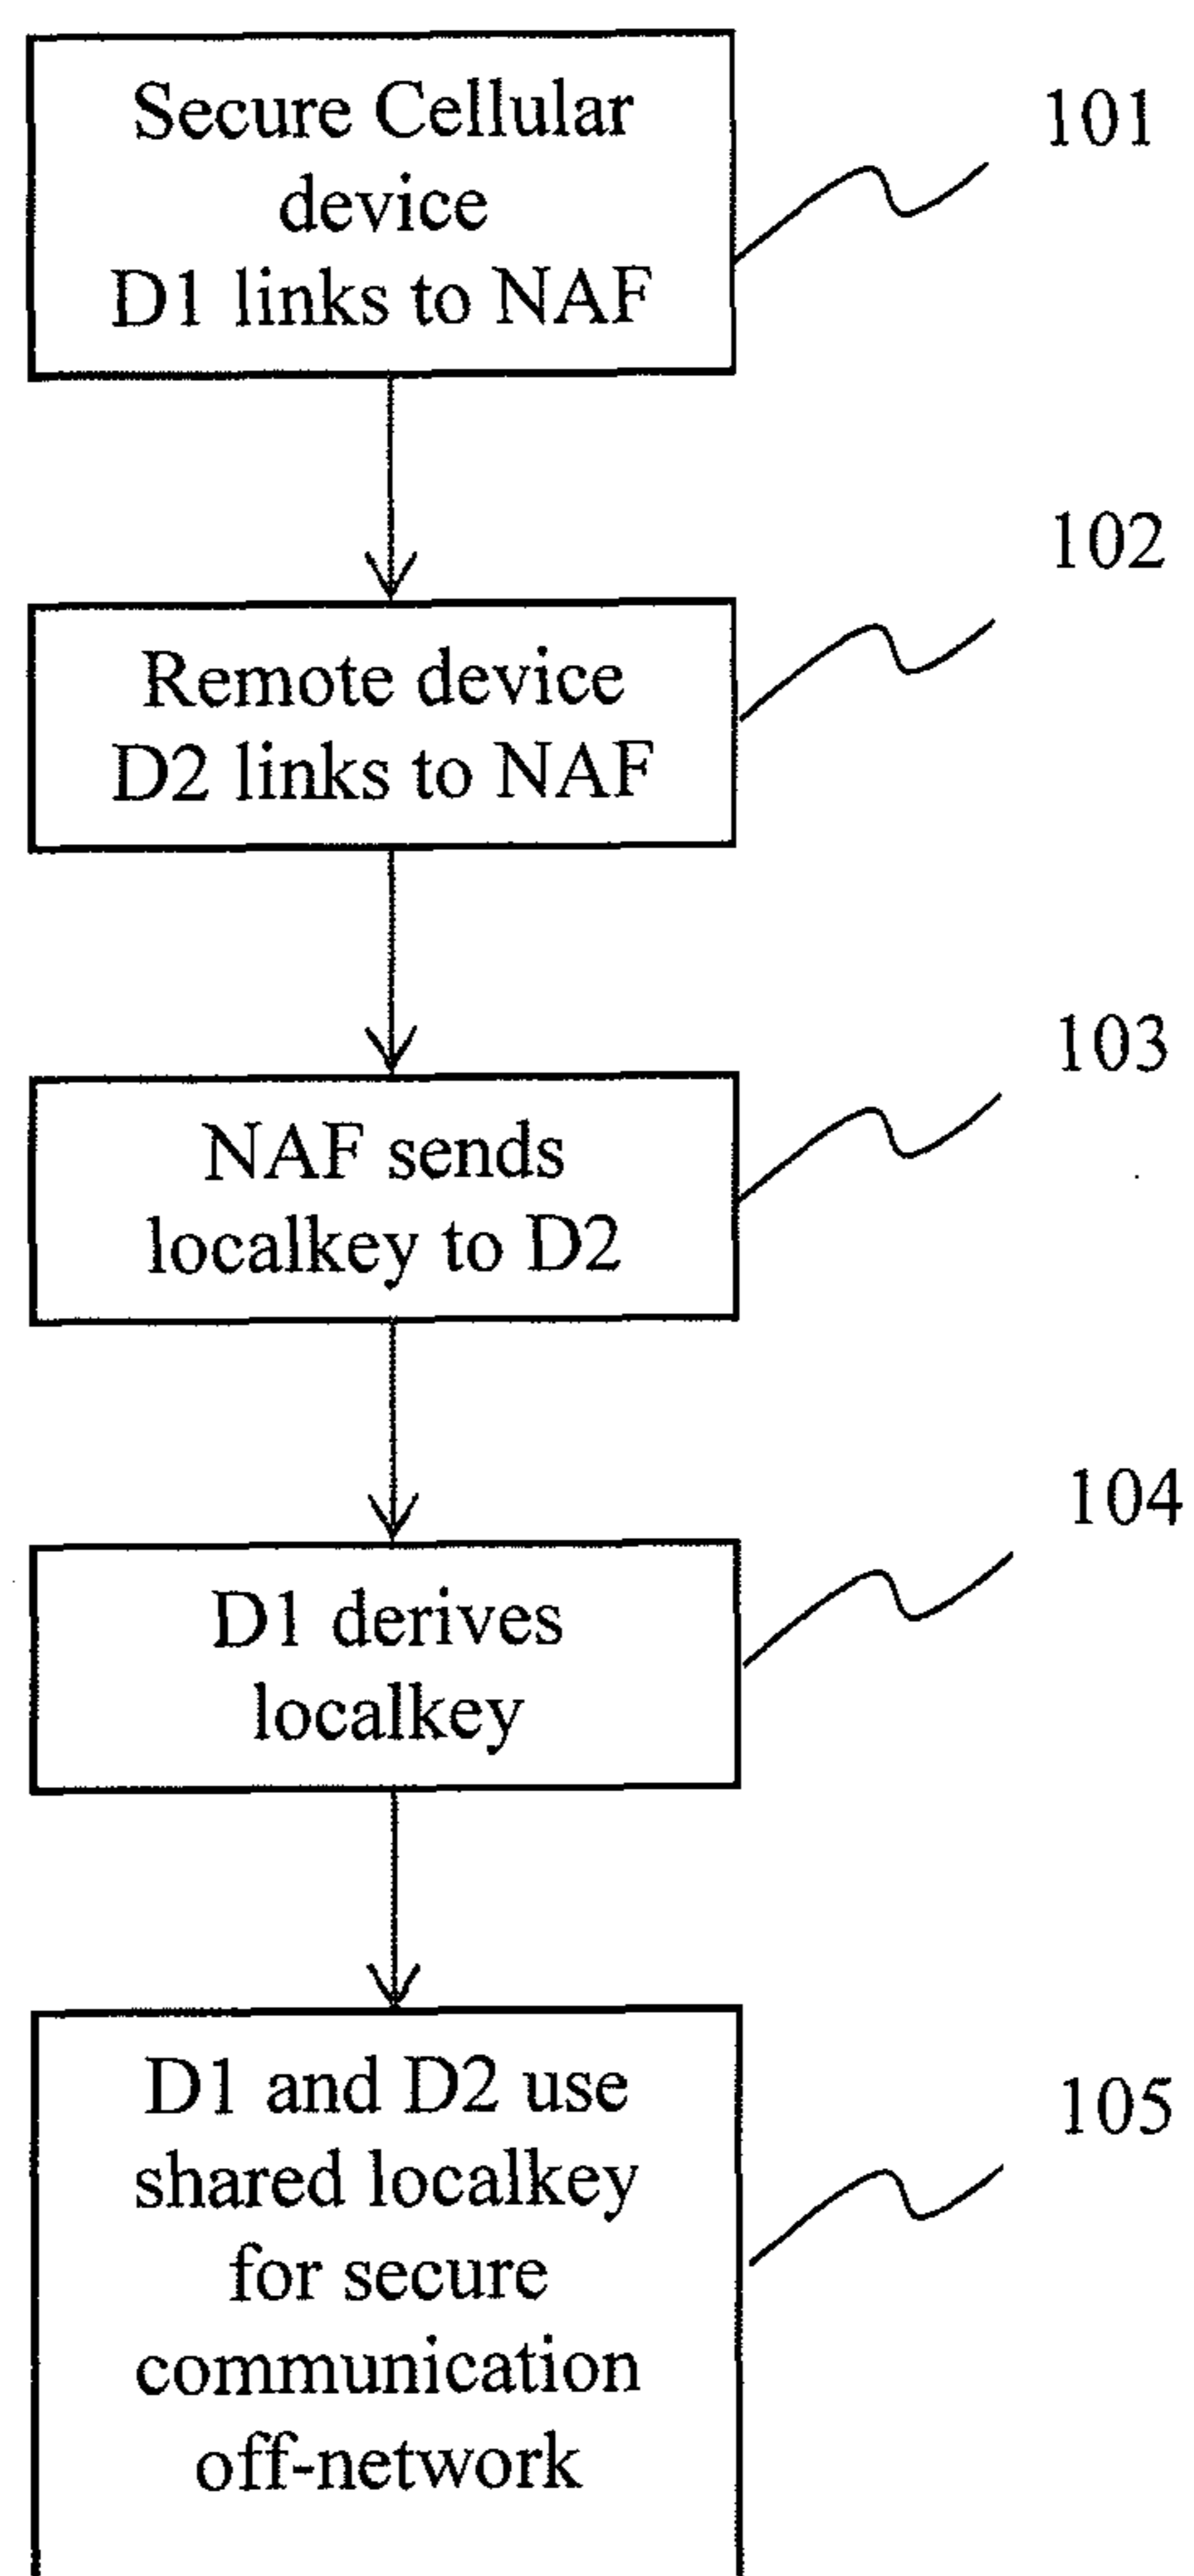 Secure Cellular
device
D1 links to NAF
101
Remote device
D2 links to NAF
102
NAF sends
localkey to D2
103
D1 derives
localkey
104
D1 and D2 use
shared localkey
for secure
communication
off-network
105